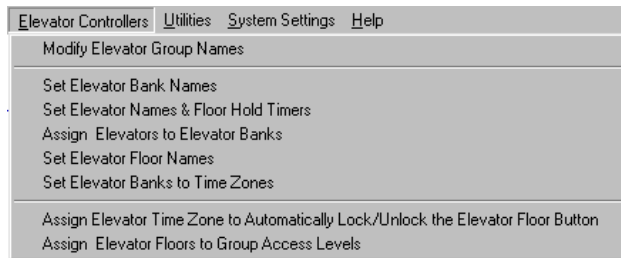 Elevator Controllers Utilities System Settings Help
Modify Elevator Group Names
Set Elevator Bank Names
Set Elevator Names & Floor Hold Timers
Assign Elevators to Elevator Banks
Set Elevator Floor Names
Set Elevator Banks to Time Zones
Assign Elevator Time Zone to Automatically Lock/Unlock the Elevator Floor Button
Assign Elevator Floors to Group Access Levels